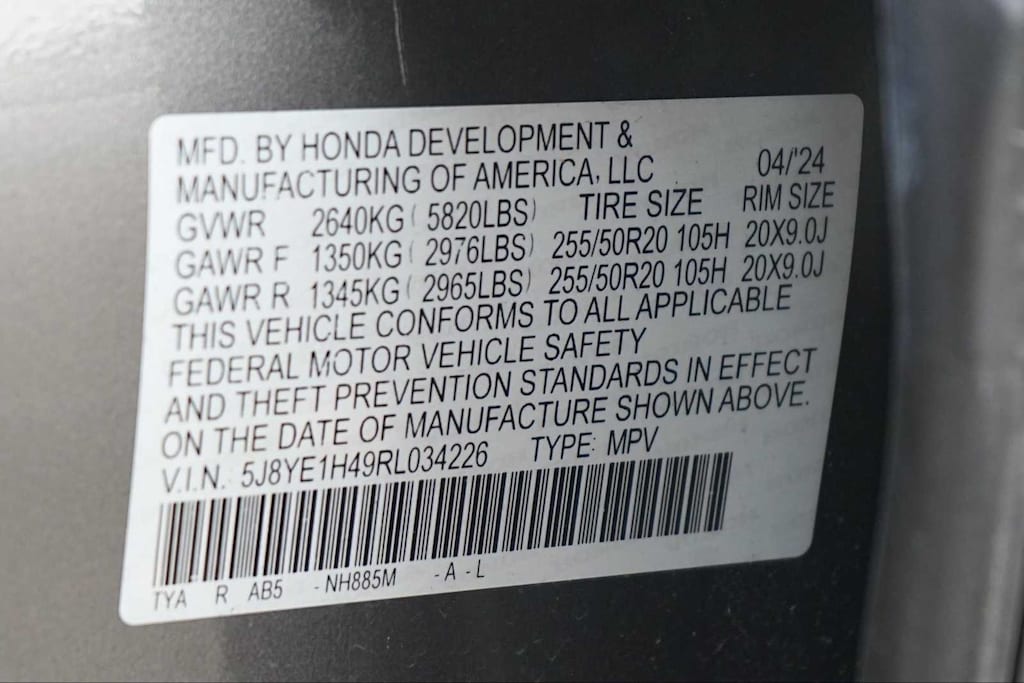 MFD. BY HONDA DEVELOPMENT &
MANUFACTURING OF AMERICA, LLC 04/'24
GVWR 2640KG ( 5820LBS) TIRE SIZE RIM SIZE
GAWR F 1350KG ( 2976LBS) 255/50R20 105H 20X9.0J
GAWR R 1345KG ( 2965LBS) 255/50R20 105H 20X9.0J
THIS VEHICLE CONFORMS TO ALL APPLICABLE
FEDERAL MOTOR VEHICLE SAFETY
AND THEFT PREVENTION STANDARDS IN EFFECT
ON THE DATE OF MANUFACTURE SHOWN ABOVE.
V.I.N. 5J8YE1H49RL034226 TYPE: MPV
TYA R AB5 -NH885M -A -L